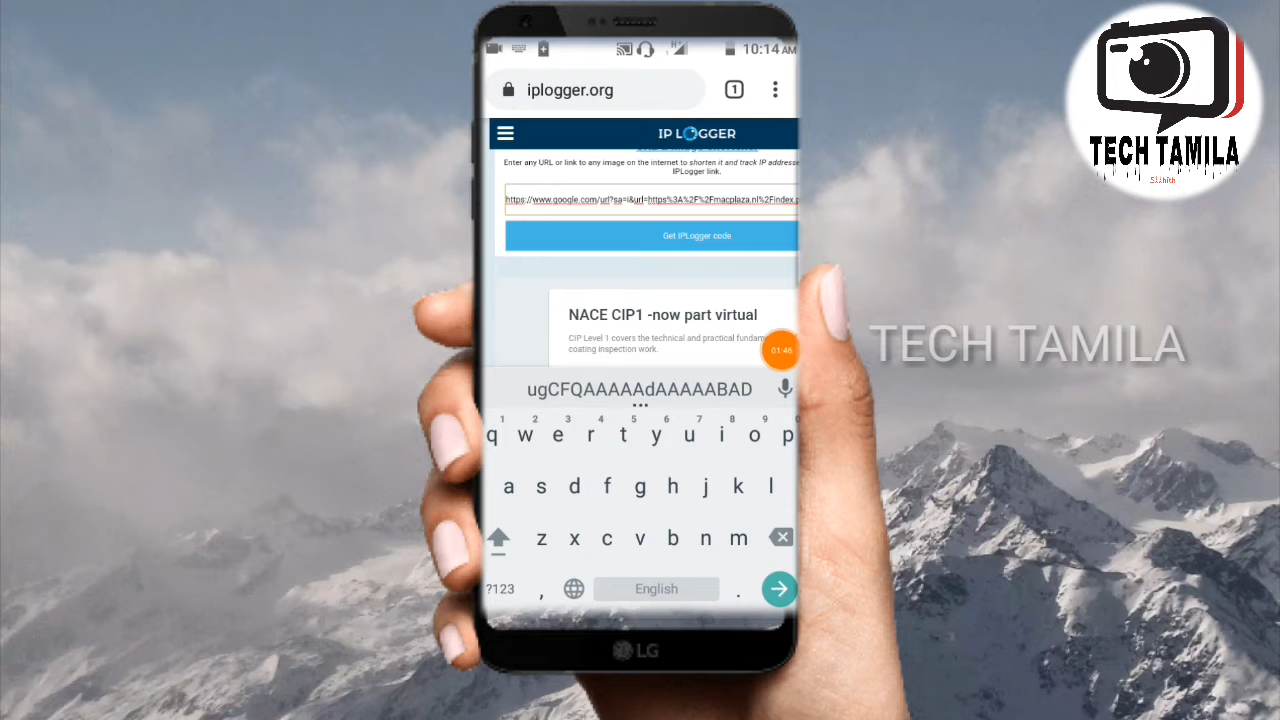 10:14 AM
iplogger.org
1
IP LOGGER
Enter any URL or link to any image on the internet to shorten it and track IP addresse
IPLogger link.
https://www.google.com/url?sa=i&url=https%3A%2F%2Fmacplaza.nl%2Findex.p
Get IPLogger code
NACE CIP1 -now part virtual
CIP Level 1 covers the technical and practical fundam
coating inspection work.
01:46
ugCFQAAAAAdAAAAABAD
1 2 3 4 5 6 7 8 9
q w e r t y u i o p
a s d f g h j k l
z x c v b n m
?123 , English .
LG
TECH TAMILA
TECH TAMILA